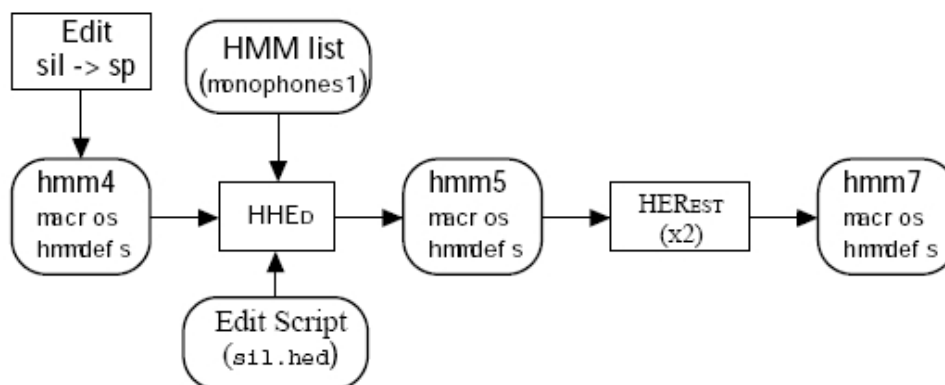 Edit
sil -> sp
HMM list
(monophones1)
hmm4
macros
hmmdefs
HHED
hmm5
macros
hmmdefs
HEREST
(x2)
hmm7
macros
hmmdefs
Edit Script
(sil.hed)